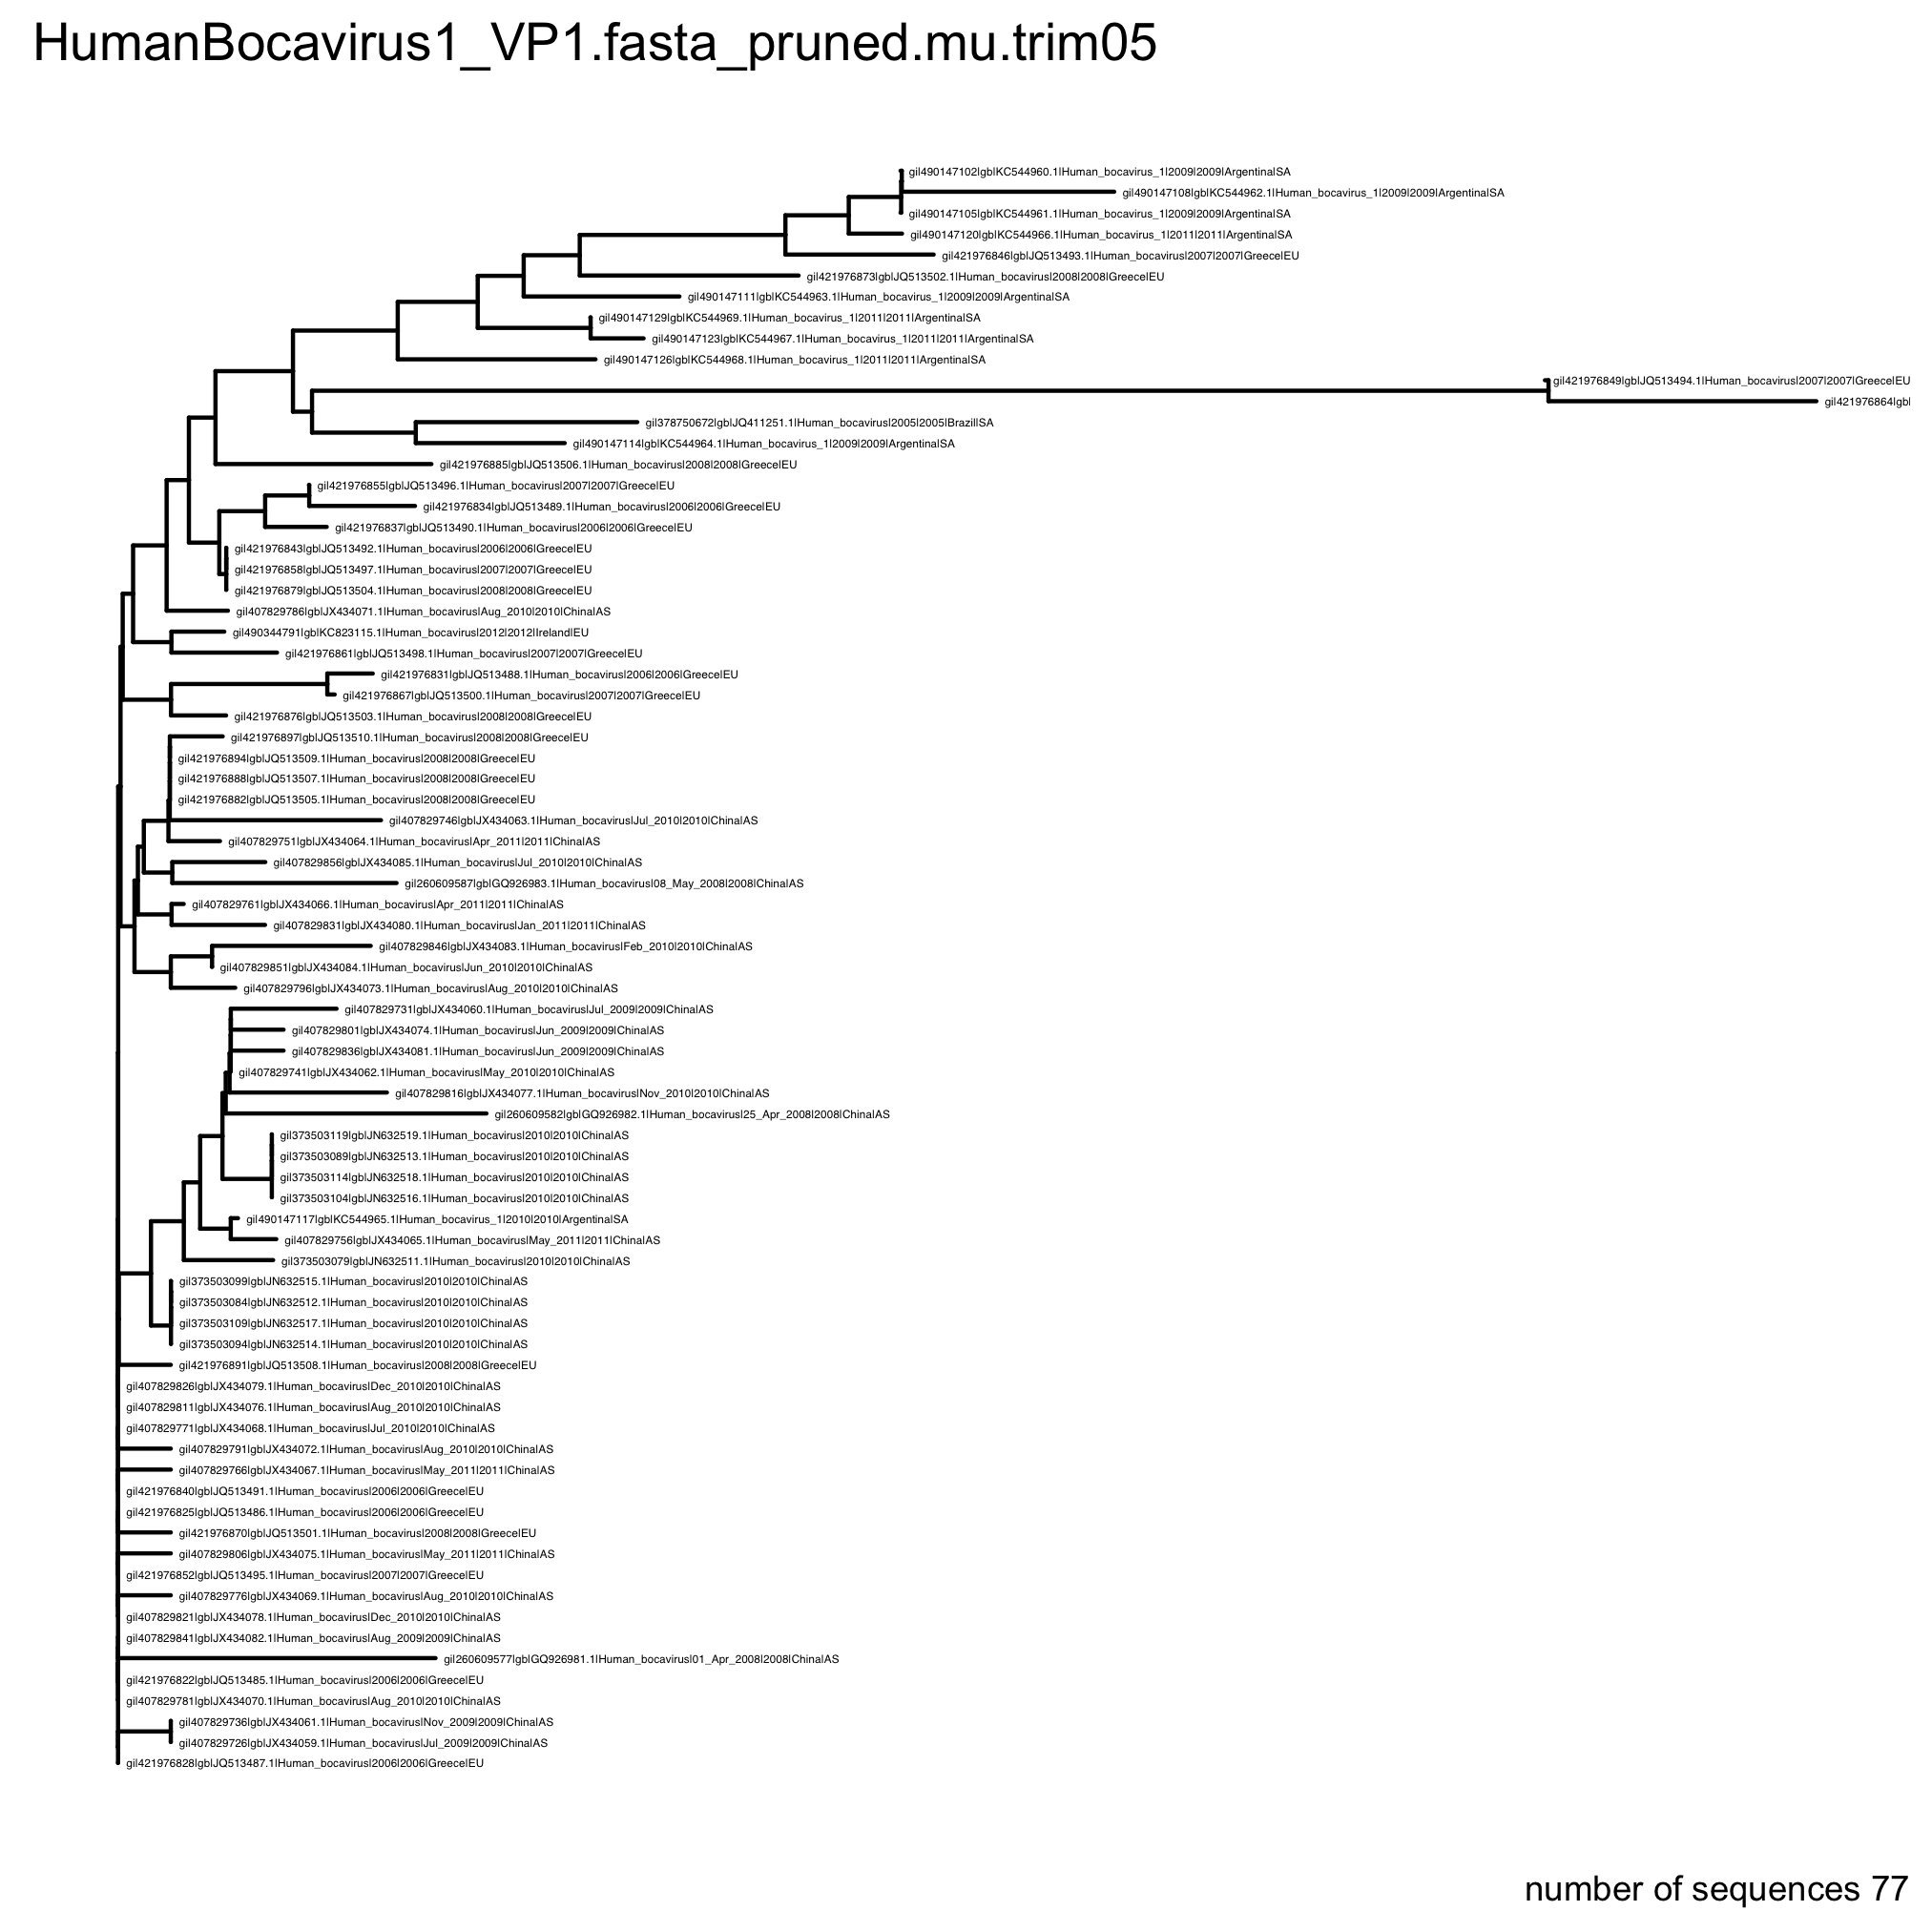 HumanBocavirus1_VP1.fasta_pruned.mu.trim05
gi|490147102|gb|KC544960.1|Human_bocavirus_1|2009|2009|Argentina|SA
gi|490147108|gb|KC544962.1|Human_bocavirus_1|2009|2009|Argentina|SA
gi|490147105|gb|KC544961.1|Human_bocavirus_1|2009|2009|Argentina|SA
gi|490147120|gb|KC544966.1|Human_bocavirus_1|2011|2011|Argentina|SA
gi|421976846|gb|JQ513493.1|Human_bocavirus|2007|2007|Greece|EU
gi|421976873|gb|JQ513502.1|Human_bocavirus|2008|2008|Greece|EU
gi|490147111|gb|KC544963.1|Human_bocavirus_1|2009|2009|Argentina|SA
gi|490147129|gb|KC544969.1|Human_bocavirus_1|2011|2011|Argentina|SA
gi|490147123|gb|KC544967.1|Human_bocavirus_1|2011|2011|Argentina|SA
gi|490147126|gb|KC544968.1|Human_bocavirus_1|2011|2011|Argentina|SA
gi|421976849|gb|JQ513494.1|Human_bocavirus|2007|2007|Greece|EU
gi|421976864|gb|
gi|378750672|gb|JQ411251.1|Human_bocavirus|2005|2005|Brazil|SA
gi|490147114|gb|KC544964.1|Human_bocavirus_1|2009|2009|Argentina|SA
gi|421976885|gb|JQ513506.1|Human_bocavirus|2008|2008|Greece|EU
gi|421976855|gb|JQ513496.1|Human_bocavirus|2007|2007|Greece|EU
gi|421976834|gb|JQ513489.1|Human_bocavirus|2006|2006|Greece|EU
gi|421976837|gb|JQ513490.1|Human_bocavirus|2006|2006|Greece|EU
gi|421976843|gb|JQ513492.1|Human_bocavirus|2006|2006|Greece|EU
gi|421976858|gb|JQ513497.1|Human_bocavirus|2007|2007|Greece|EU
gi|421976879|gb|JQ513504.1|Human_bocavirus|2008|2008|Greece|EU
gi|407829786|gb|JX434071.1|Human_bocavirus|Aug_2010|2010|China|AS
gi|490344791|gb|KC823115.1|Human_bocavirus|2012|2012|Ireland|EU
gi|421976861|gb|JQ513498.1|Human_bocavirus|2007|2007|Greece|EU
gi|421976831|gb|JQ513488.1|Human_bocavirus|2006|2006|Greece|EU
gi|421976867|gb|JQ513500.1|Human_bocavirus|2007|2007|Greece|EU
gi|421976876|gb|JQ513503.1|Human_bocavirus|2008|2008|Greece|EU
gi|421976897|gb|JQ513510.1|Human_bocavirus|2008|2008|Greece|EU
gi|421976894|gb|JQ513509.1|Human_bocavirus|2008|2008|Greece|EU
gi|421976888|gb|JQ513507.1|Human_bocavirus|2008|2008|Greece|EU
gi|421976882|gb|JQ513505.1|Human_bocavirus|2008|2008|Greece|EU
gi|407829746|gb|JX434063.1|Human_bocavirus|Jul_2010|2010|China|AS
gi|407829751|gb|JX434064.1|Human_bocavirus|Apr_2011|2011|China|AS
gi|407829856|gb|JX434085.1|Human_bocavirus|Jul_2010|2010|China|AS
gi|260609587|gb|GQ926983.1|Human_bocavirus|08_May_2008|2008|China|AS
gi|407829761|gb|JX434066.1|Human_bocavirus|Apr_2011|2011|China|AS
gi|407829831|gb|JX434080.1|Human_bocavirus|Jan_2011|2011|China|AS
gi|407829846|gb|JX434083.1|Human_bocavirus|Feb_2010|2010|China|AS
gi|407829851|gb|JX434084.1|Human_bocavirus|Jun_2010|2010|China|AS
gi|407829796|gb|JX434073.1|Human_bocavirus|Aug_2010|2010|China|AS
gi|407829731|gb|JX434060.1|Human_bocavirus|Jul_2009|2009|China|AS
gi|407829801|gb|JX434074.1|Human_bocavirus|Jun_2009|2009|China|AS
gi|407829836|gb|JX434081.1|Human_bocavirus|Jun_2009|2009|China|AS
gi|407829741|gb|JX434062.1|Human_bocavirus|May_2010|2010|China|AS
gi|407829816|gb|JX434077.1|Human_bocavirus|Nov_2010|2010|China|AS
gi|260609582|gb|GQ926982.1|Human_bocavirus|25_Apr_2008|2008|China|AS
gi|373503119|gb|JN632519.1|Human_bocavirus|2010|2010|China|AS
gi|373503089|gb|JN632513.1|Human_bocavirus|2010|2010|China|AS
gi|373503114|gb|JN632518.1|Human_bocavirus|2010|2010|China|AS
gi|373503104|gb|JN632516.1|Human_bocavirus|2010|2010|China|AS
gi|490147117|gb|KC544965.1|Human_bocavirus_1|2010|2010|Argentina|SA
gi|407829756|gb|JX434065.1|Human_bocavirus|May_2011|2011|China|AS
gi|373503079|gb|JN632511.1|Human_bocavirus|2010|2010|China|AS
gi|373503099|gb|JN632515.1|Human_bocavirus|2010|2010|China|AS
gi|373503084|gb|JN632512.1|Human_bocavirus|2010|2010|China|AS
gi|373503109|gb|JN632517.1|Human_bocavirus|2010|2010|China|AS
gi|373503094|gb|JN632514.1|Human_bocavirus|2010|2010|China|AS
gi|421976891|gb|JQ513508.1|Human_bocavirus|2008|2008|Greece|EU
gi|407829826|gb|JX434079.1|Human_bocavirus|Dec_2010|2010|China|AS
gi|407829811|gb|JX434076.1|Human_bocavirus|Aug_2010|2010|China|AS
gi|407829771|gb|JX434068.1|Human_bocavirus|Jul_2010|2010|China|AS
gi|407829791|gb|JX434072.1|Human_bocavirus|Aug_2010|2010|China|AS
gi|407829766|gb|JX434067.1|Human_bocavirus|May_2011|2011|China|AS
gi|421976840|gb|JQ513491.1|Human_bocavirus|2006|2006|Greece|EU
gi|421976825|gb|JQ513486.1|Human_bocavirus|2006|2006|Greece|EU
gi|421976870|gb|JQ513501.1|Human_bocavirus|2008|2008|Greece|EU
gi|407829806|gb|JX434075.1|Human_bocavirus|May_2011|2011|China|AS
gi|421976852|gb|JQ513495.1|Human_bocavirus|2007|2007|Greece|EU
gi|407829776|gb|JX434069.1|Human_bocavirus|Aug_2010|2010|China|AS
gi|407829821|gb|JX434078.1|Human_bocavirus|Dec_2010|2010|China|AS
gi|407829841|gb|JX434082.1|Human_bocavirus|Aug_2009|2009|China|AS
gi|260609577|gb|GQ926981.1|Human_bocavirus|01_Apr_2008|2008|China|AS
gi|421976822|gb|JQ513485.1|Human_bocavirus|2006|2006|Greece|EU
gi|407829781|gb|JX434070.1|Human_bocavirus|Aug_2010|2010|China|AS
gi|407829736|gb|JX434061.1|Human_bocavirus|Nov_2009|2009|China|AS
gi|407829726|gb|JX434059.1|Human_bocavirus|Jul_2009|2009|China|AS
gi|421976828|gb|JQ513487.1|Human_bocavirus|2006|2006|Greece|EU
number of sequences 77